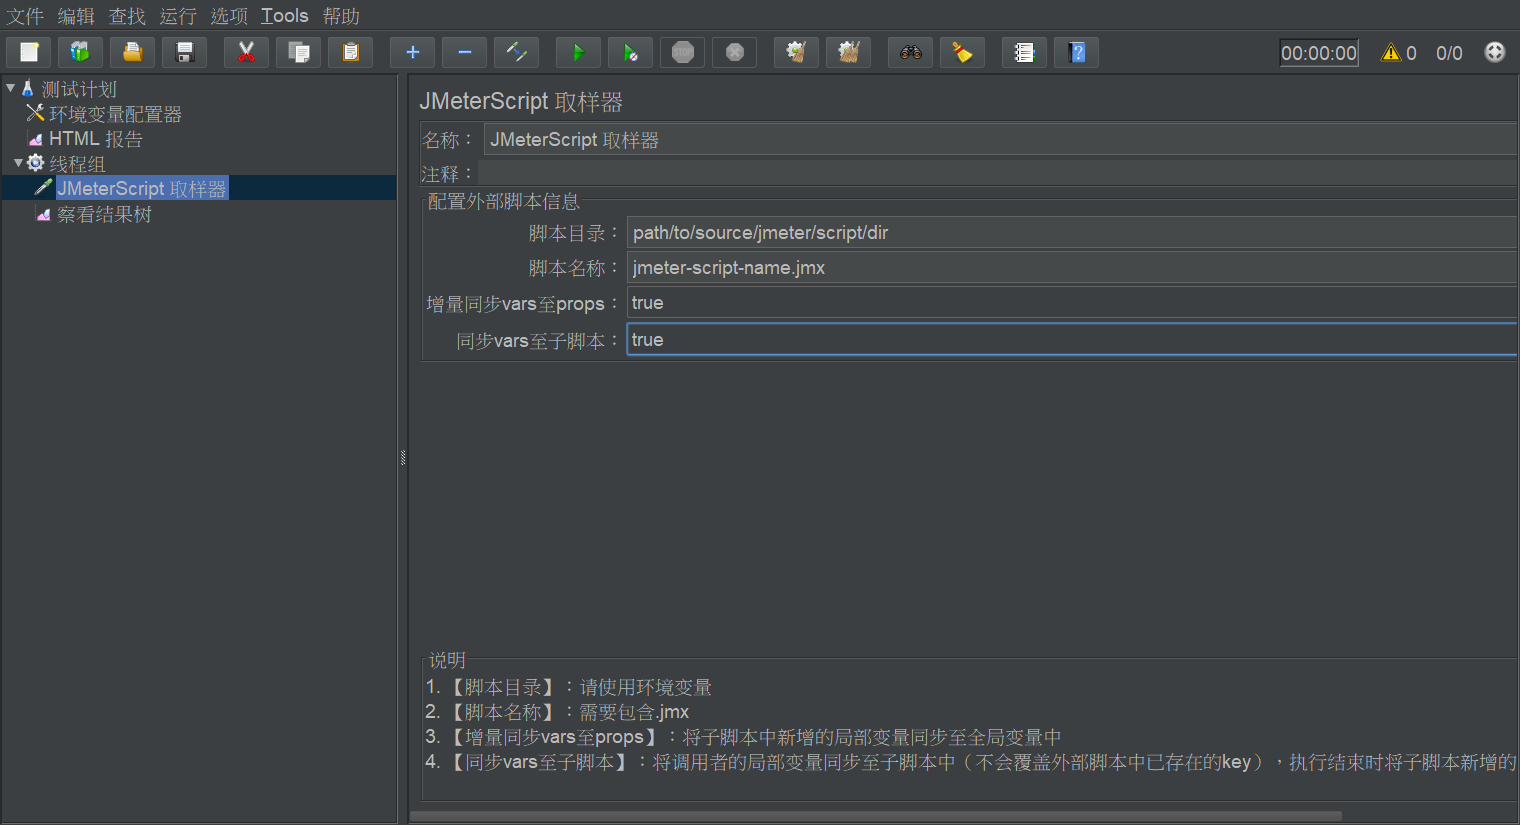 文件 编辑 查找 运行 选项 Tools 帮助
STOP 00:00:00 0 0/0
测试计划
环境变量配置器
HTML 报告
线程组
JMeterScript 取样器
察看结果树
JMeterScript 取样器
名称： JMeterScript 取样器
注释：
配置外部脚本信息
脚本目录： path/to/source/jmeter/script/dir
脚本名称： jmeter-script-name.jmx
增量同步vars至props： true
同步vars至子脚本： true
说明
1. 【脚本目录】：请使用环境变量
2. 【脚本名称】：需要包含.jmx
3. 【增量同步vars至props】：将子脚本中新增的局部变量同步至全局变量中
4. 【同步vars至子脚本】：将调用者的局部变量同步至子脚本中（不会覆盖外部脚本中已存在的key），执行结束时将子脚本新增的